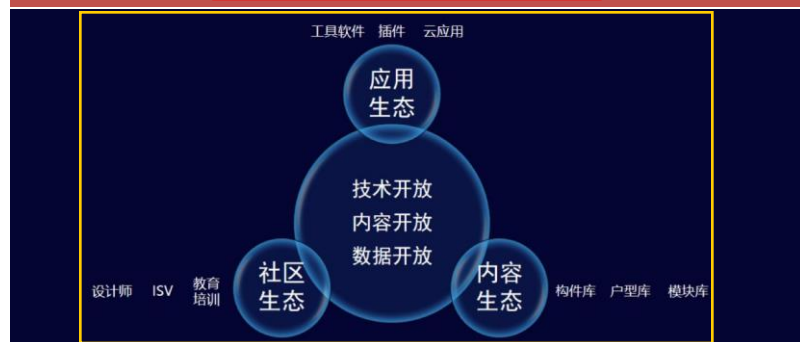 工具软件 插件 云应用
应用
生态
技术开放
内容开放
数据开放
社区
生态
内容
生态
设计师 ISV 教育
培训
构件库 户型库 模块库